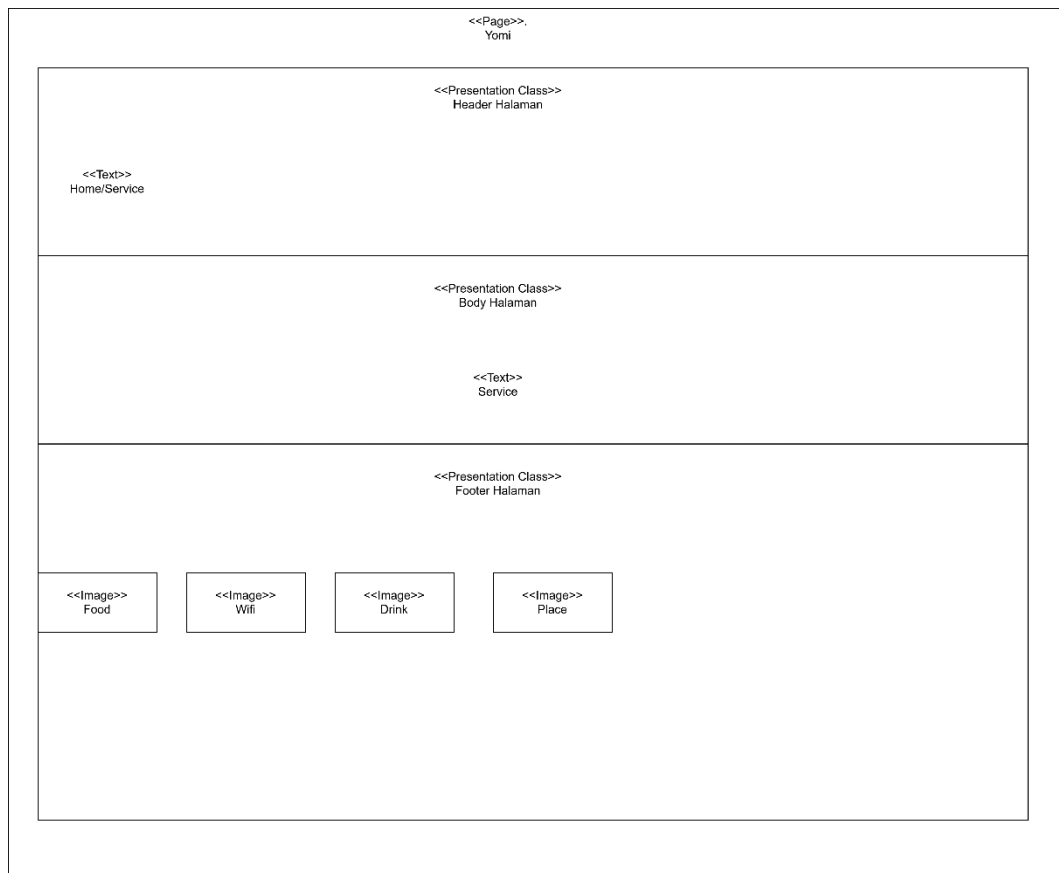 <<Page>>.
Yomi
<<Presentation Class>>
Header Halaman
<<Text>>
Home/Service
<<Presentation Class>>
Body Halaman
<<Text>>
Service
<<Presentation Class>>
Footer Halaman
<<Image>>
Food
<<Image>>
Wifi
<<Image>>
Drink
<<Image>>
Place